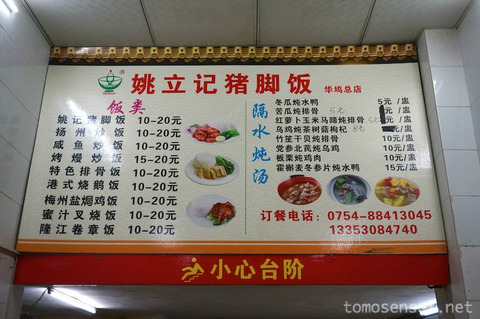 姚立记猪脚饭 华坞总店
饭类
姚记猪脚饭 10-20元
扬州炒饭 10-20元
咸鱼炒饭 10-20元
烤鳗炒饭 10-20元
特色排骨饭 10-20元
港式烧鹅饭 10-20元
梅州盐焗鸡饭 10-20元
蜜汁叉烧饭 10-20元
隆江卷章饭 10-20元
隔水炖汤
冬瓜炖水鸭 5元/盅
苦瓜炖排骨 5元 元/盅
红萝卜玉米马蹄炖排骨 /盅
乌鸡炖茶树菇枸杞 /盅
竹笙干贝炖排骨 10元/盅
党参北芪炖乌鸡 10元/盅
板栗炖鸡肉 10元/盅
霍槲麦冬参片炖水鸭 15元/盅
订餐电话：0754-88413045
13353084740
小心台阶